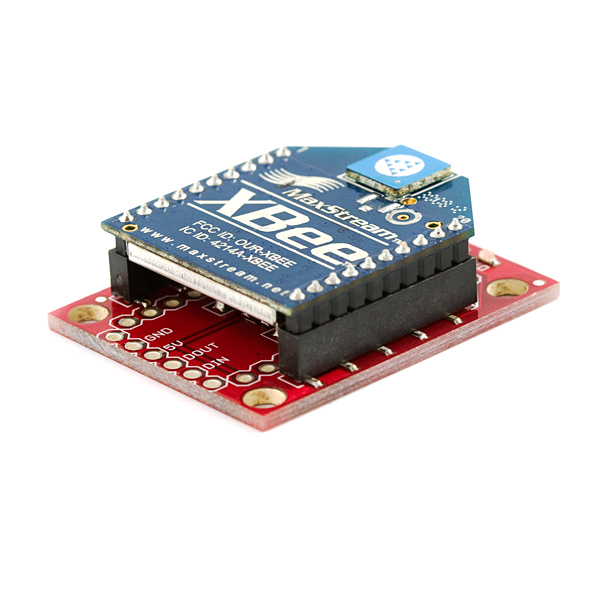 MaxStream
XBee
FCC ID: OUR-XBEE
IC ID: 4214A-XBEE
www.maxstream.net
GND
5V
DOUT
DIN